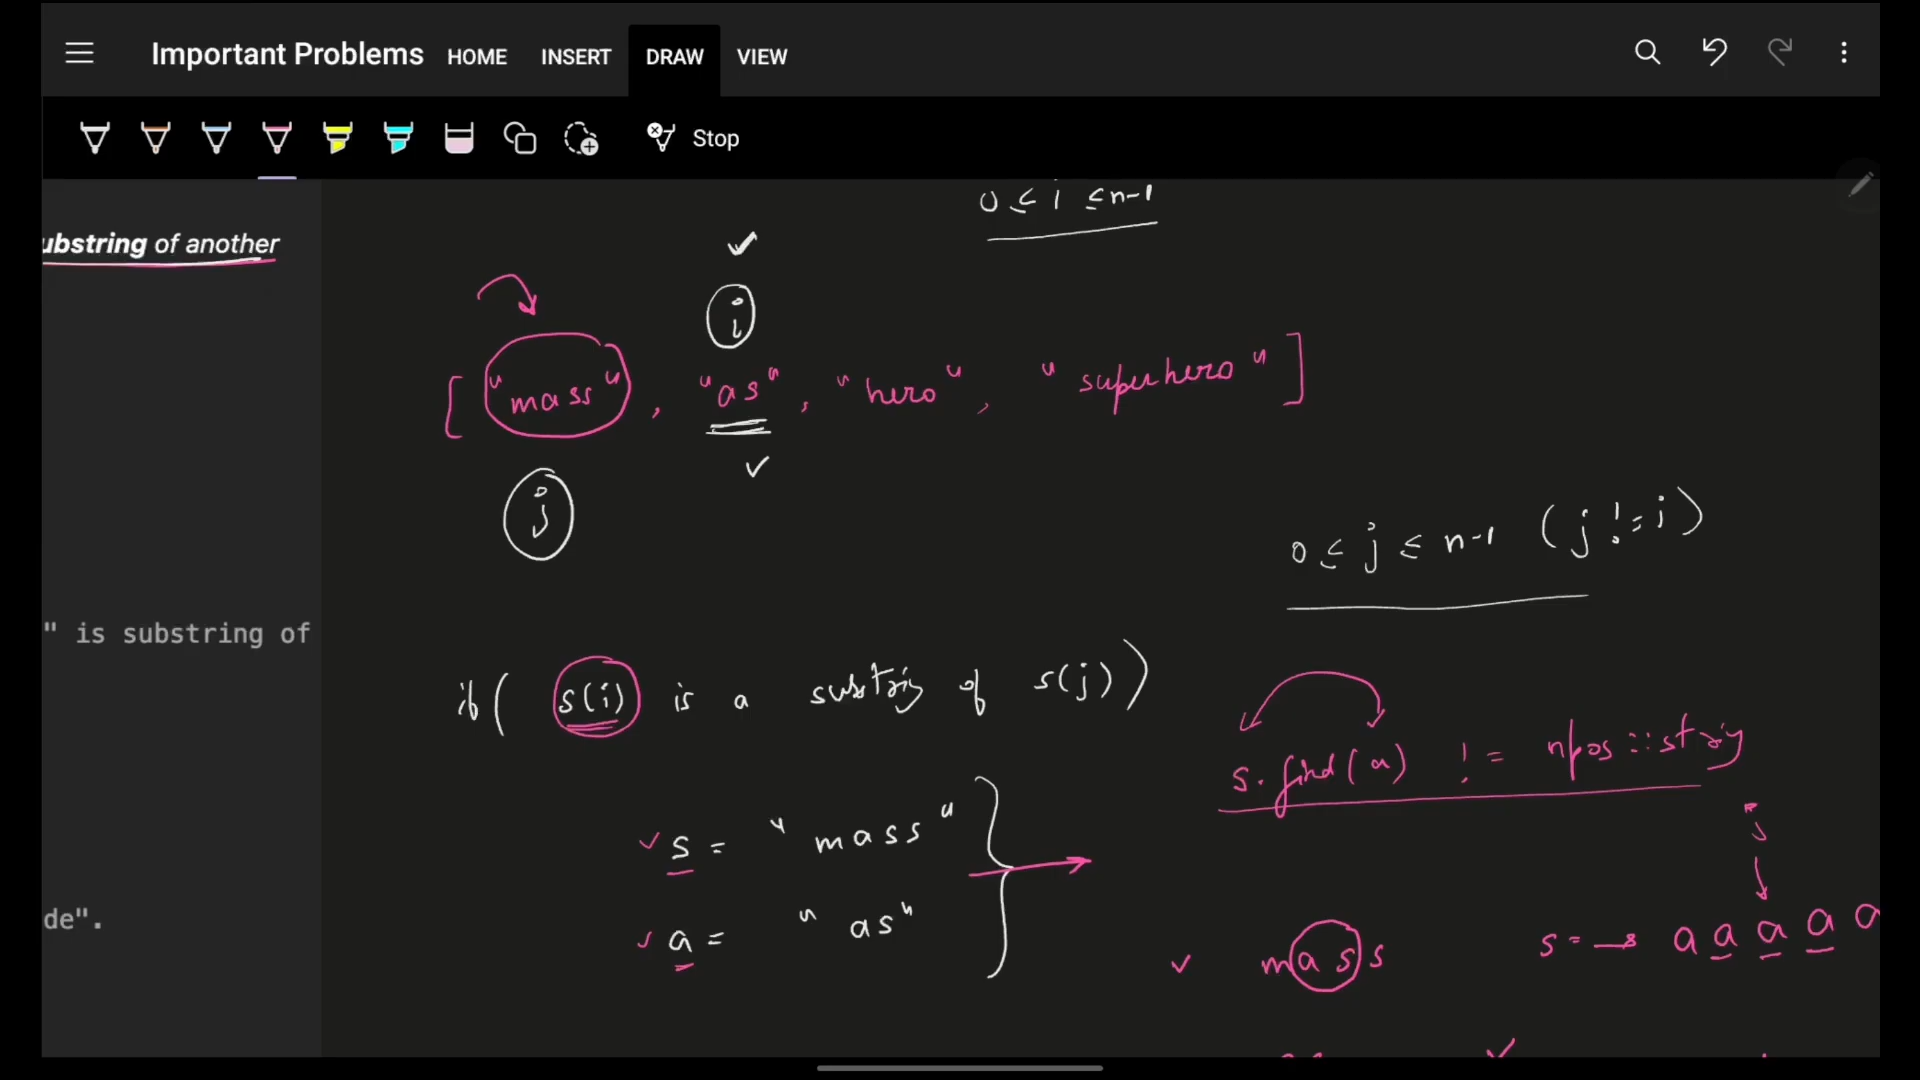 Important Problems HOME INSERT DRAW VIEW
Stop
0 ≤ i ≤ n-1
ubstring of another
i
["mass", "as", "hero", "superhero"]
j
0 ≤ j ≤ n-1 (j != i)
" is substring of
if( s(i) is a substring of s(j))
s.find(a) != npos::string
s = "mass"
j
a = "as"
de".
mass
s = → a a a a a